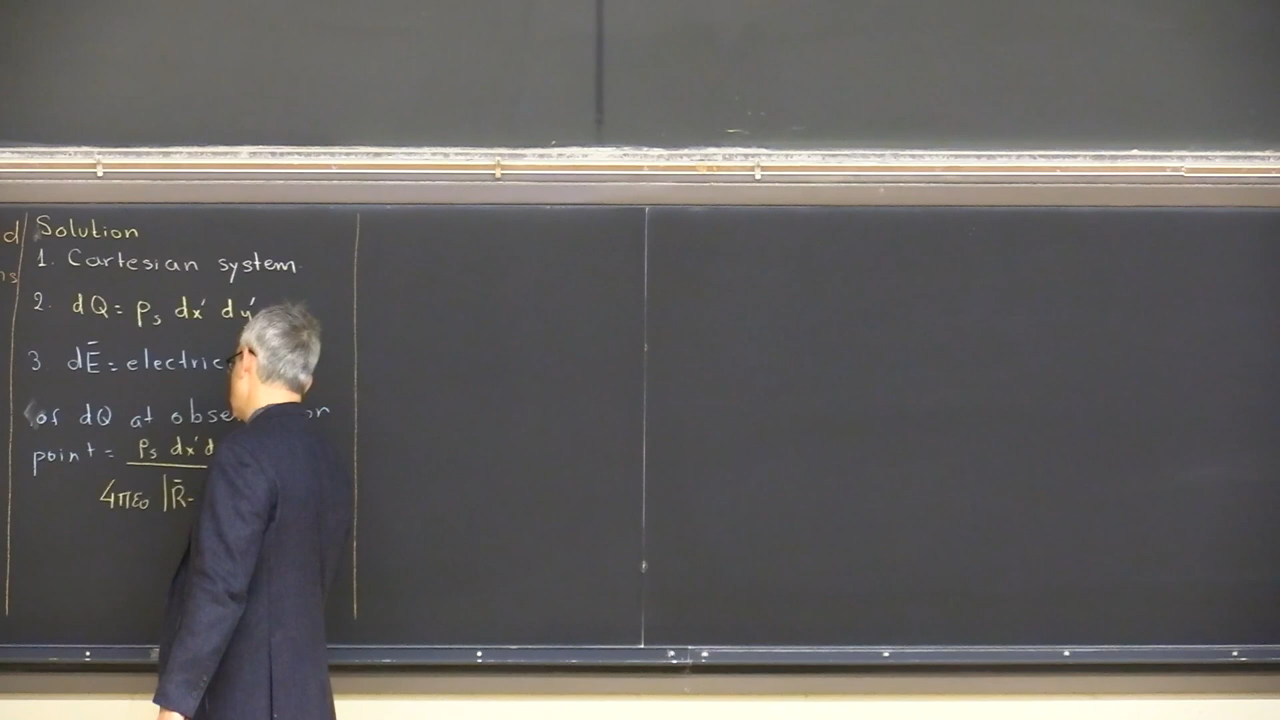 d
ns
Solution
1. Cartesian system
2. dQ = ρs dx' dy'
3 dĒ = electric
of dQ at
point = ρs dx' d
4πε₀ |R̄-